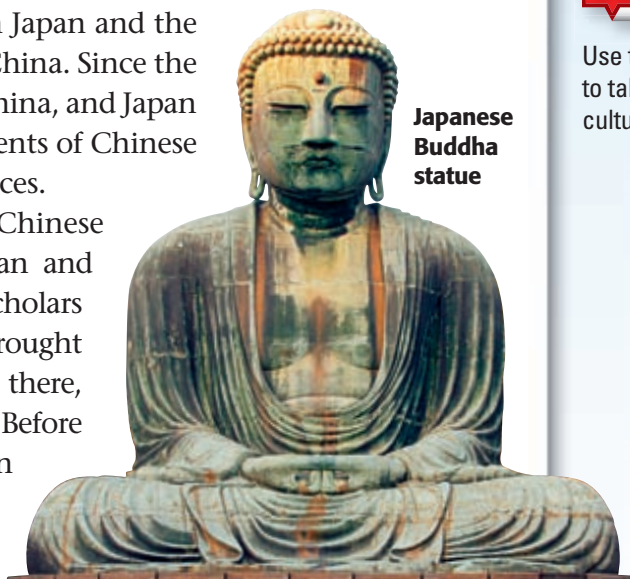 n Japan and the
China. Since the
hina, and Japan
ents of Chinese
ces.
Chinese
an and
cholars
rought
there,
Before
n
Japanese
Buddha
statue
Use
to tal
cultu